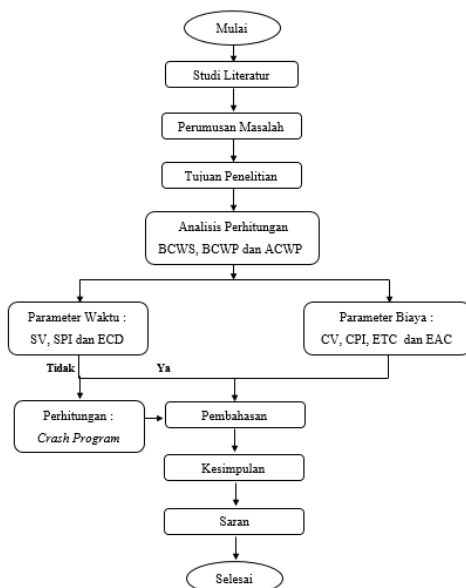 Mulai
Studi Literatur
Perumusan Masalah
Tujuan Penelitian
Analisis Perhitungan
BCWS, BCWP dan ACWP
Parameter Waktu :
SV, SPI dan ECD
Parameter Biaya :
CV, CPI, ETC dan EAC
Tidak
Ya
Perhitungan :
Crash Program
Pembahasan
Kesimpulan
Saran
Selesai